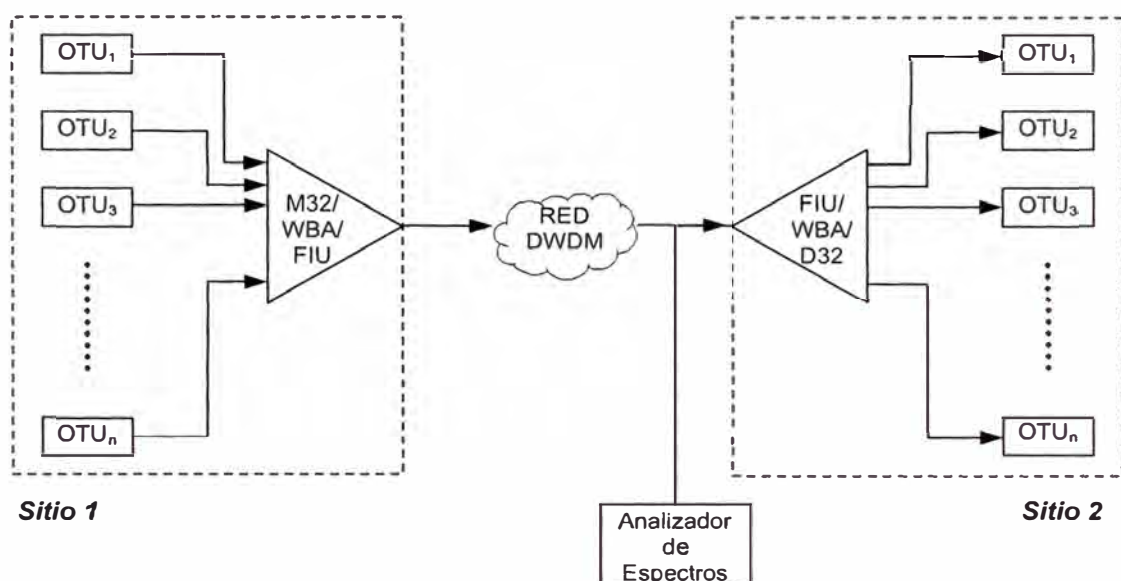 OTU₁
OTU₂
OTU₃
OTUₙ
M32/
WBA/
FIU
Sitio 1
RED
DWDM
Analizador
de
Espectros
FIU/
WBA/
D32
OTU₁
OTU₂
OTU₃
OTUₙ
Sitio 2